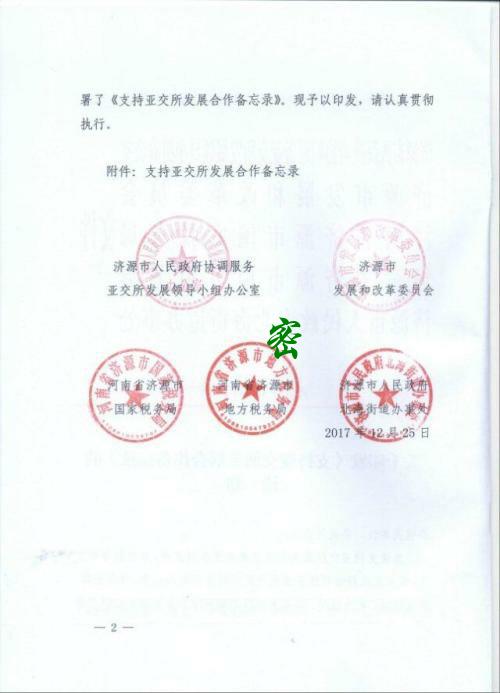 署了《支持亚交所发展合作备忘录》。现予以印发，请认真贯彻
执行。
附件：支持亚交所发展合作备忘录
济源市人民政府协调服务
亚交所发展领导小组办公室
济源市
发展和改革委员会
密
河南省济源市
国家税务局
河南省济源市
地方税务局
济源市人民政府
北海街道办事处
2017年12月25日
— 2 —